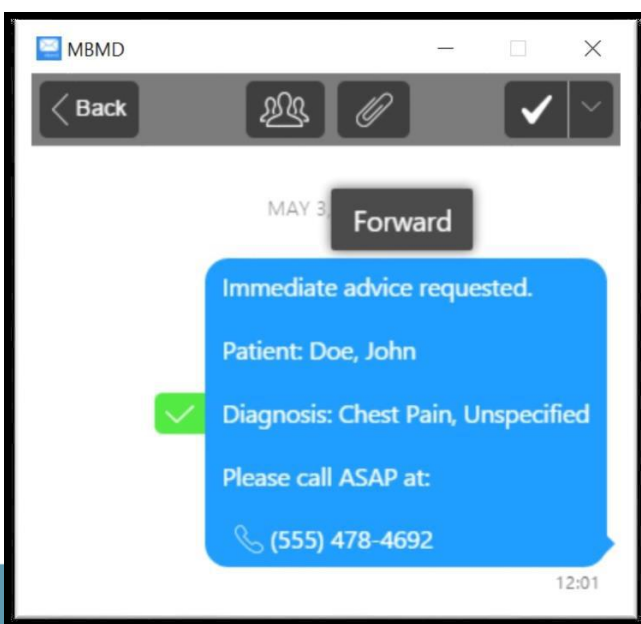 MBMD
Back
MAY 3,
Forward
Immediate advice requested.
Patient: Doe, John
Diagnosis: Chest Pain, Unspecified
Please call ASAP at:
(555) 478-4692
12:01